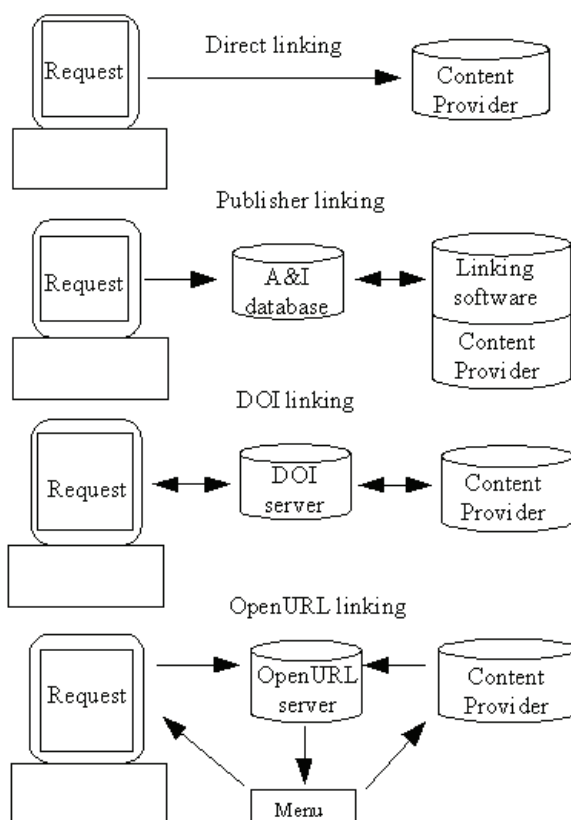 Direct linking
Request
Content
Provider
Publisher linking
Request
A&I
database
Linking
software
Content
Provider
DOI linking
Request
DOI
server
Content
Provider
OpenURL linking
Request
OpenURL
server
Content
Provider
Menu